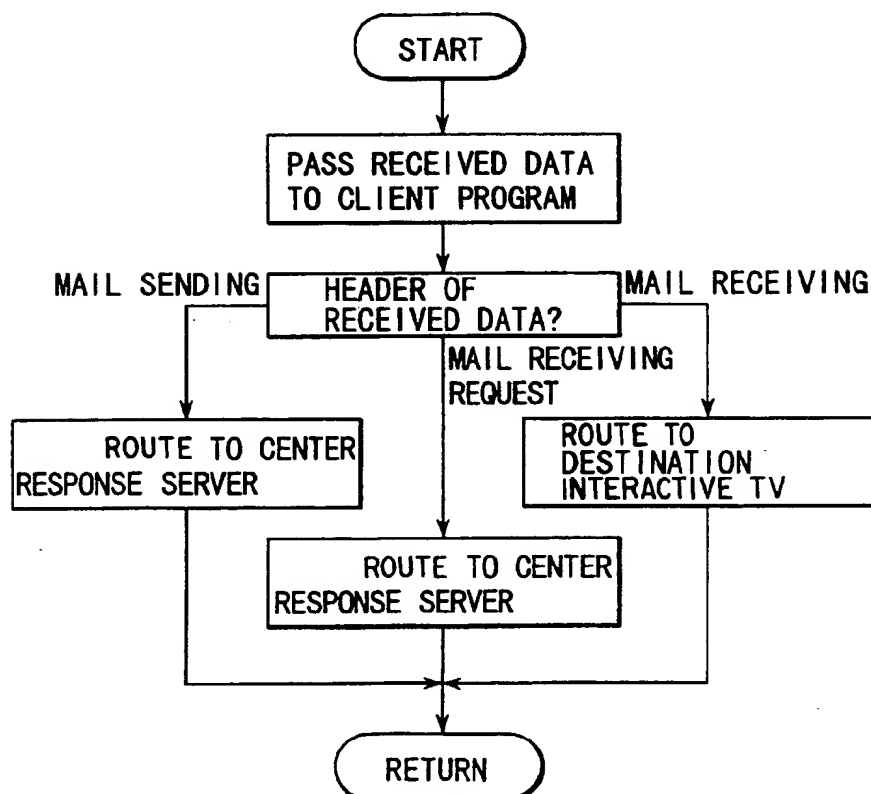 START
PASS RECEIVED DATA
TO CLIENT PROGRAM
MAIL SENDING
HEADER OF
RECEIVED DATA?
MAIL RECEIVING
MAIL RECEIVING
REQUEST
ROUTE TO CENTER
RESPONSE SERVER
ROUTE TO
DESTINATION
INTERACTIVE TV
ROUTE TO CENTER
RESPONSE SERVER
RETURN